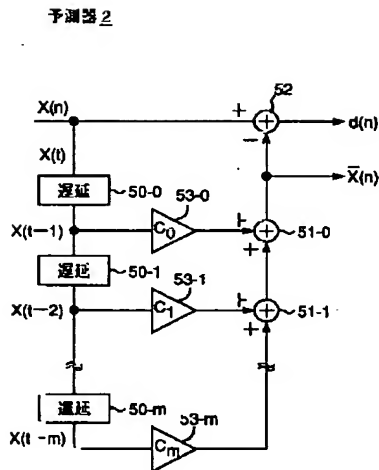 予測器 2
52
X(n)
+
+
d(n)
−
X(t)
X̄(n)
遅延
50-0
53-0
X(t−1)
C₀
+
+
51-0
+
遅延
50-1
53-1
X(t−2)
C₁
+
+
51-1
+
遅延
50-m
53-m
X(t−m)
Cₘ